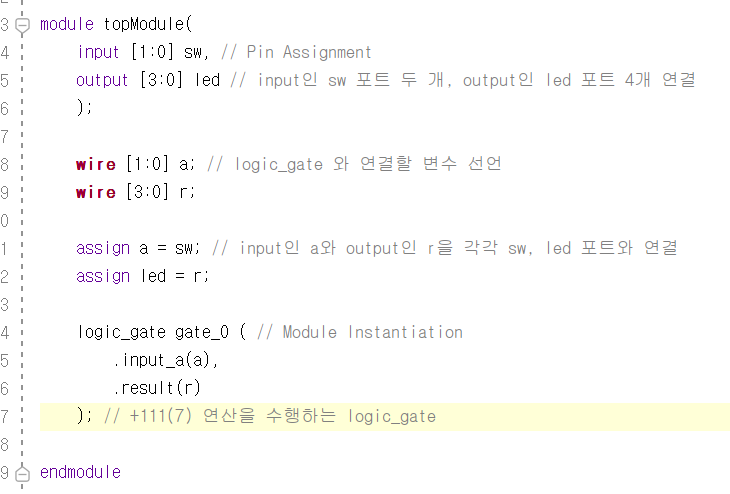 3 module topModule(
4 input [1:0] sw, // Pin Assignment
5 output [3:0] led // input인 sw 포트 두 개, output인 led 포트 4개 연결
6 );
7
8 wire [1:0] a; // logic_gate 와 연결할 변수 선언
9 wire [3:0] r;
0
1 assign a = sw; // input인 a와 output인 r을 각각 sw, led 포트와 연결
2 assign led = r;
3
4 logic_gate gate_0 ( // Module Instantiation
5 .input_a(a),
6 .result(r)
7 ); // +111(7) 연산을 수행하는 logic_gate
8
9 endmodule